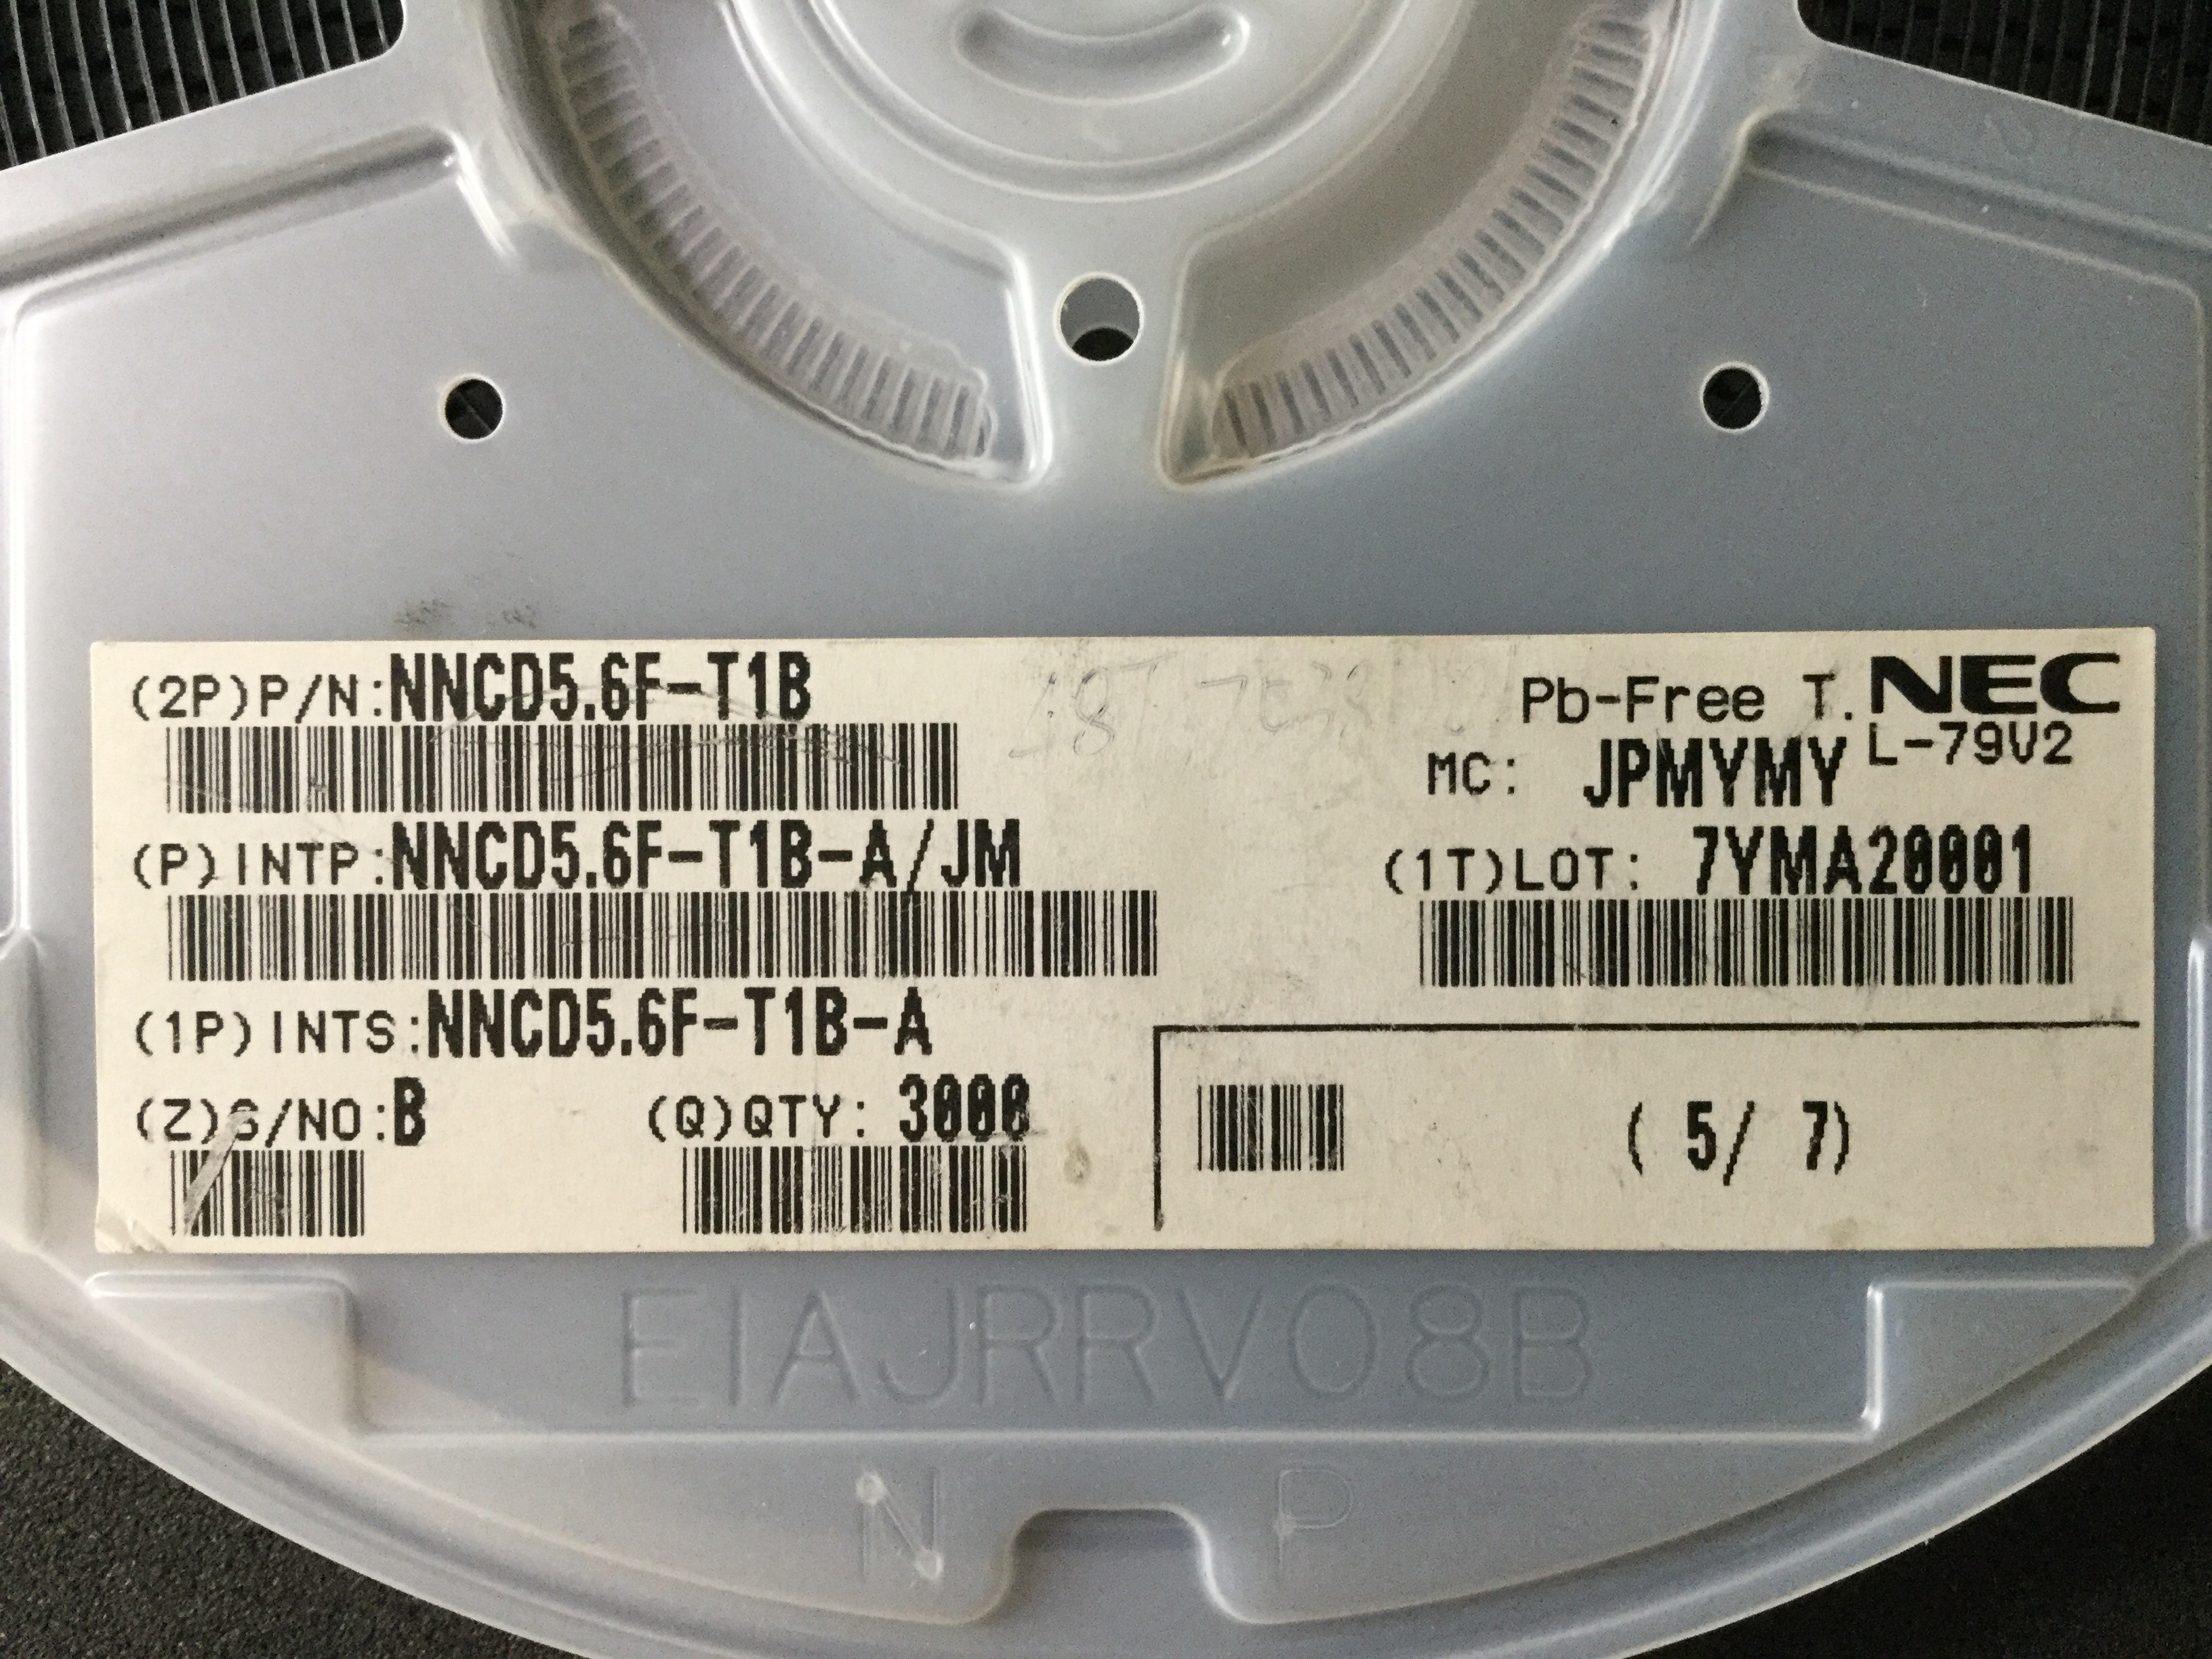 (2P)P/N:NNCD5.6F-T1B
Pb-Free T. NEC
L-79V2
MC: JPMYMY
(P)INTP:NNCD5.6F-T1B-A/JM
(1T)LOT: 7YMA20001
(1P)INTS:NNCD5.6F-T1B-A
(Z)S/NO:B
(Q)QTY: 3000
( 5/ 7)
EIAJRRV08B
N P